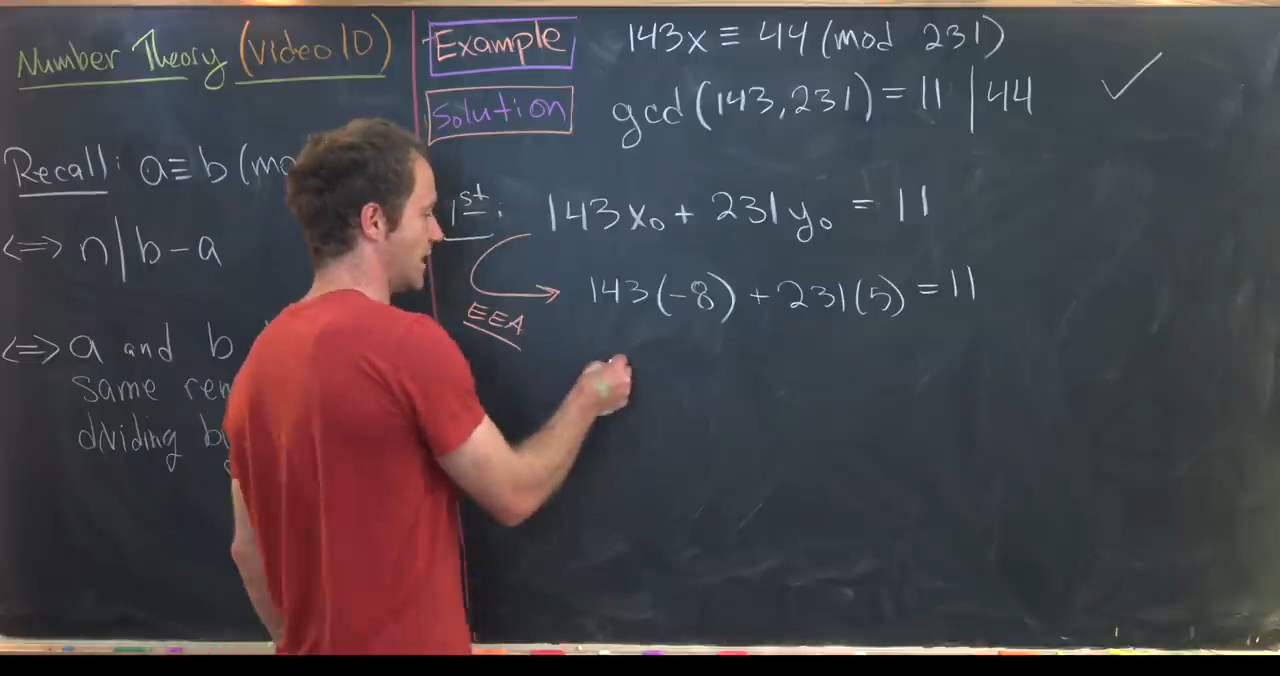 Number Theory (Video 10)
Recall: a ≡ b (mo
⟺ n | b - a
⟺ a and b
same rem
dividing b
Example 143x ≡ 44 (mod 231)
Solution gcd(143, 231) = 11 | 44 ✓
1st: 143x₀ + 231y₀ = 11
EEA 143(-8) + 231(5) = 11